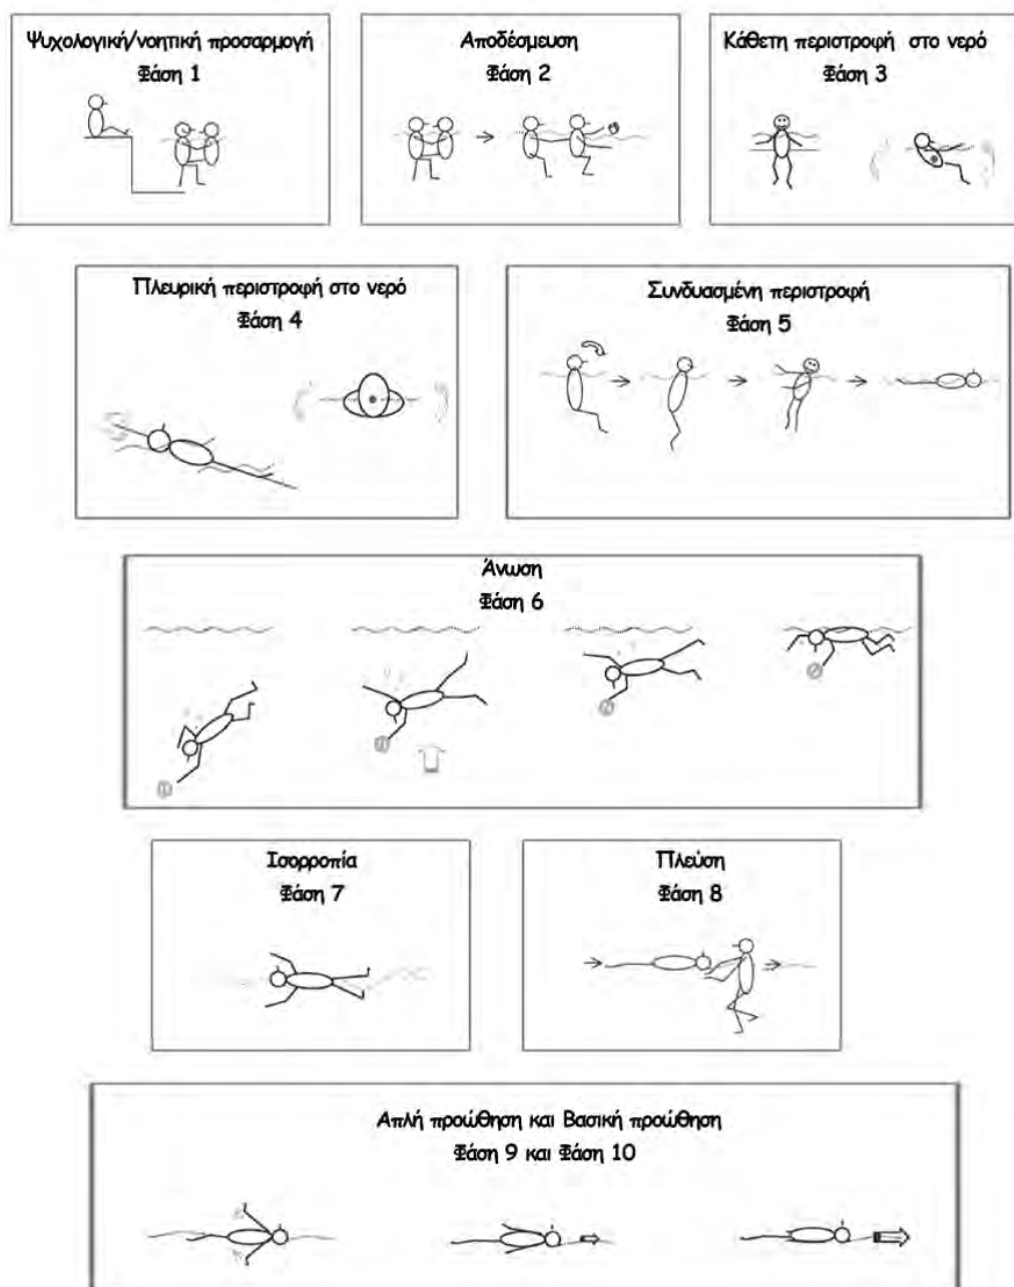 Ψυχολογική/νοητική προσαρμογή
Φάση 1
Αποδέσμευση
Φάση 2
Κάθετη περιστροφή στο νερό
Φάση 3
Πλευρική περιστροφή στο νερό
Φάση 4
Συνδυασμένη περιστροφή
Φάση 5
Άνωση
Φάση 6
Ισορροπία
Φάση 7
Πλεύση
Φάση 8
Απλή προώθηση και Βασική προώθηση
Φάση 9 και Φάση 10